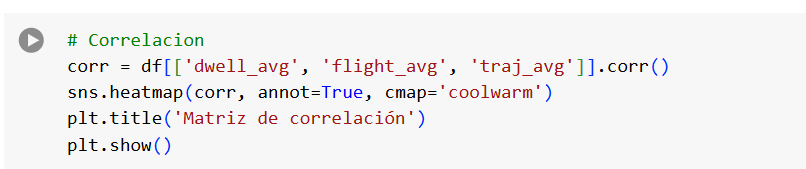 # Correlacion
corr = df[['dwell_avg', 'flight_avg', 'traj_avg']].corr()
sns.heatmap(corr, annot=True, cmap='coolwarm')
plt.title('Matriz de correlación')
plt.show()